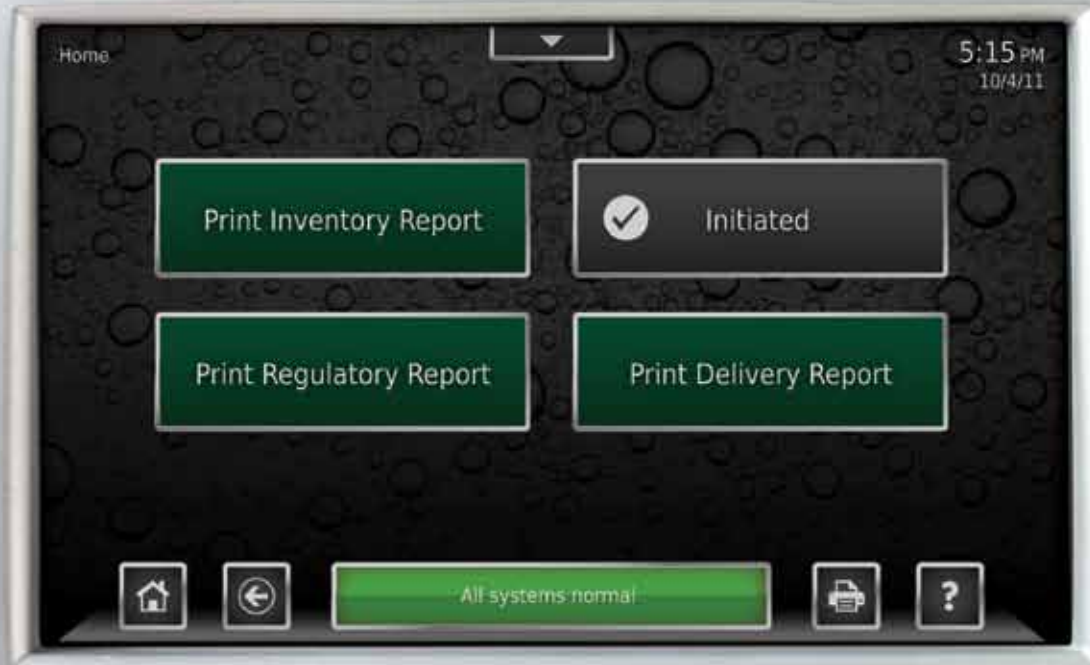 Home
5:15 PM
10/4/11
Print Inventory Report
Initiated
Print Regulatory Report
Print Delivery Report
All systems normal
?